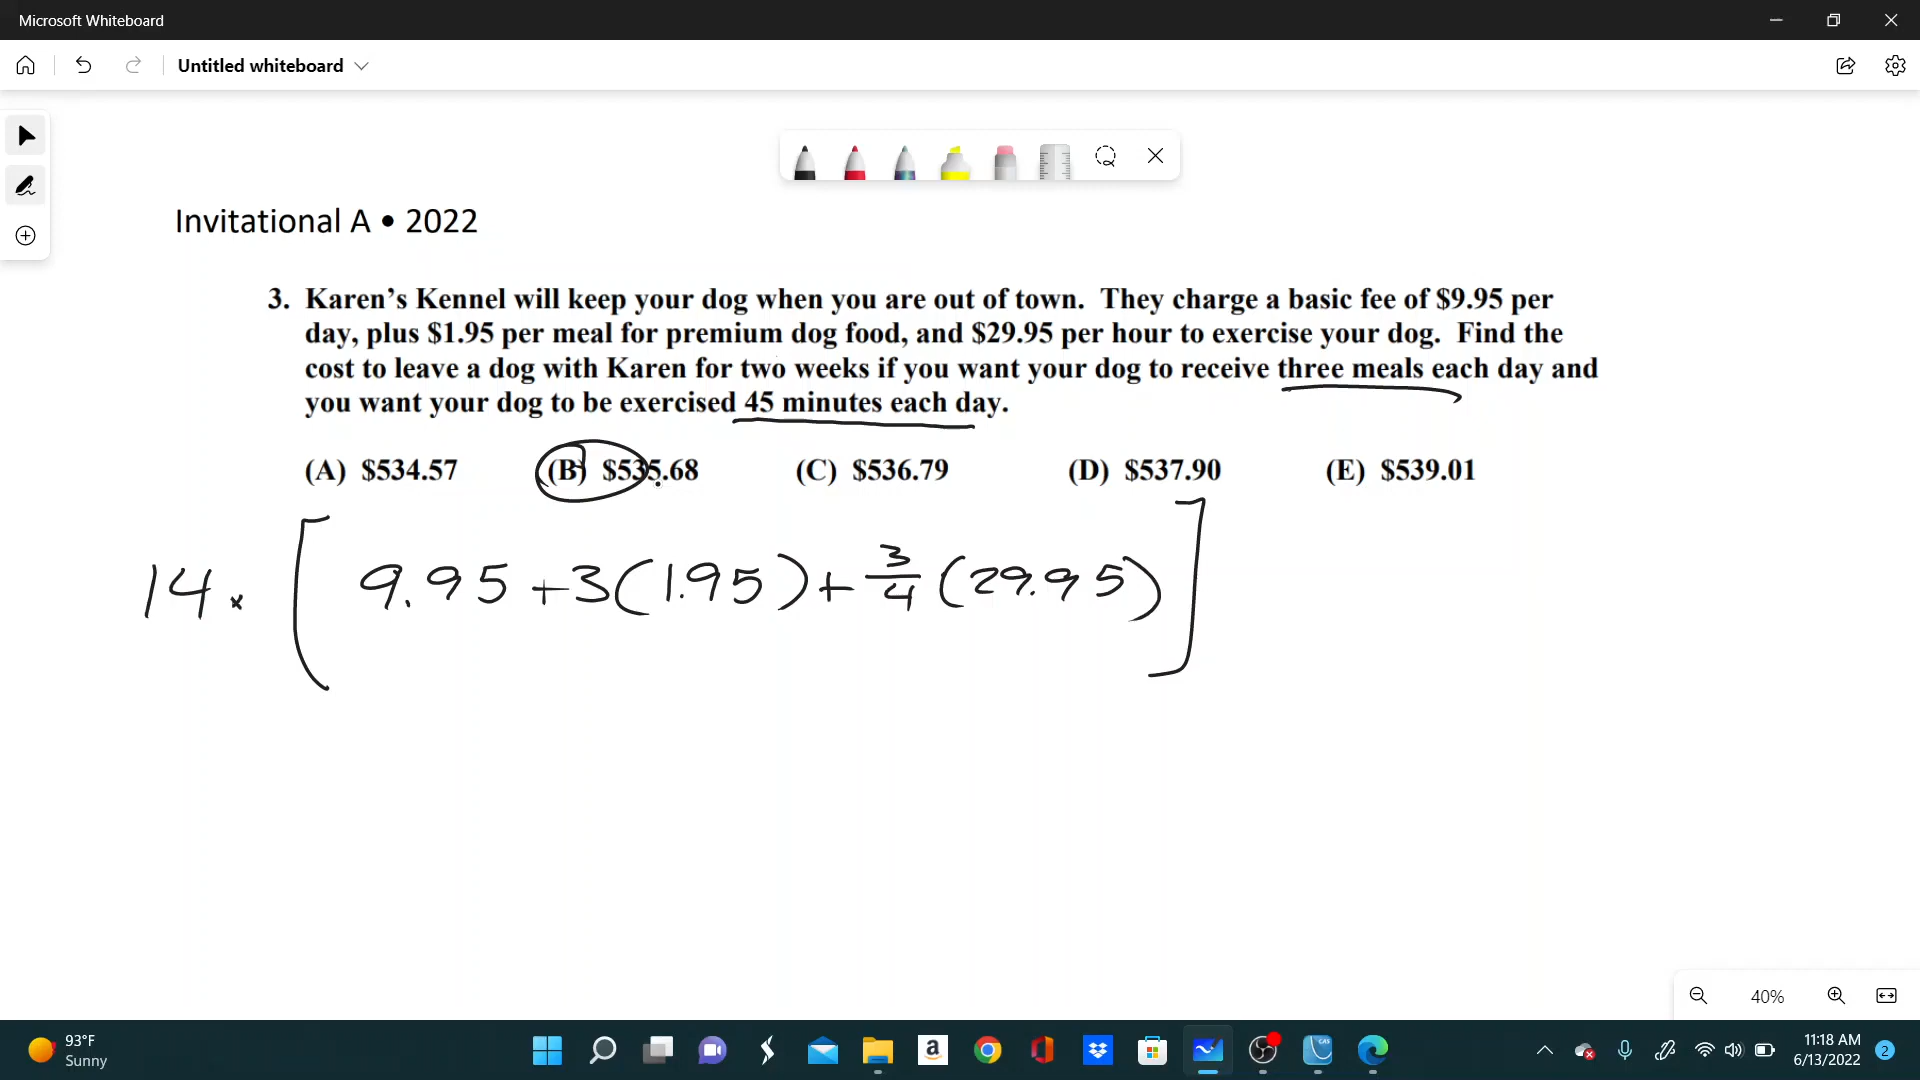 Microsoft Whiteboard
Untitled whiteboard
Invitational A • 2022
3. Karen’s Kennel will keep your dog when you are out of town. They charge a basic fee of $9.95 per
day, plus $1.95 per meal for premium dog food, and $29.95 per hour to exercise your dog. Find the
cost to leave a dog with Karen for two weeks if you want your dog to receive three meals each day and
you want your dog to be exercised 45 minutes each day.
(A) $534.57 (B) $535.68 (C) $536.79 (D) $537.90 (E) $539.01
14 × [ 9.95 + 3(1.95) + 3/4 (29.95) ]
40%
93°F
Sunny
a
CAS
11:18 AM
6/13/2022
2